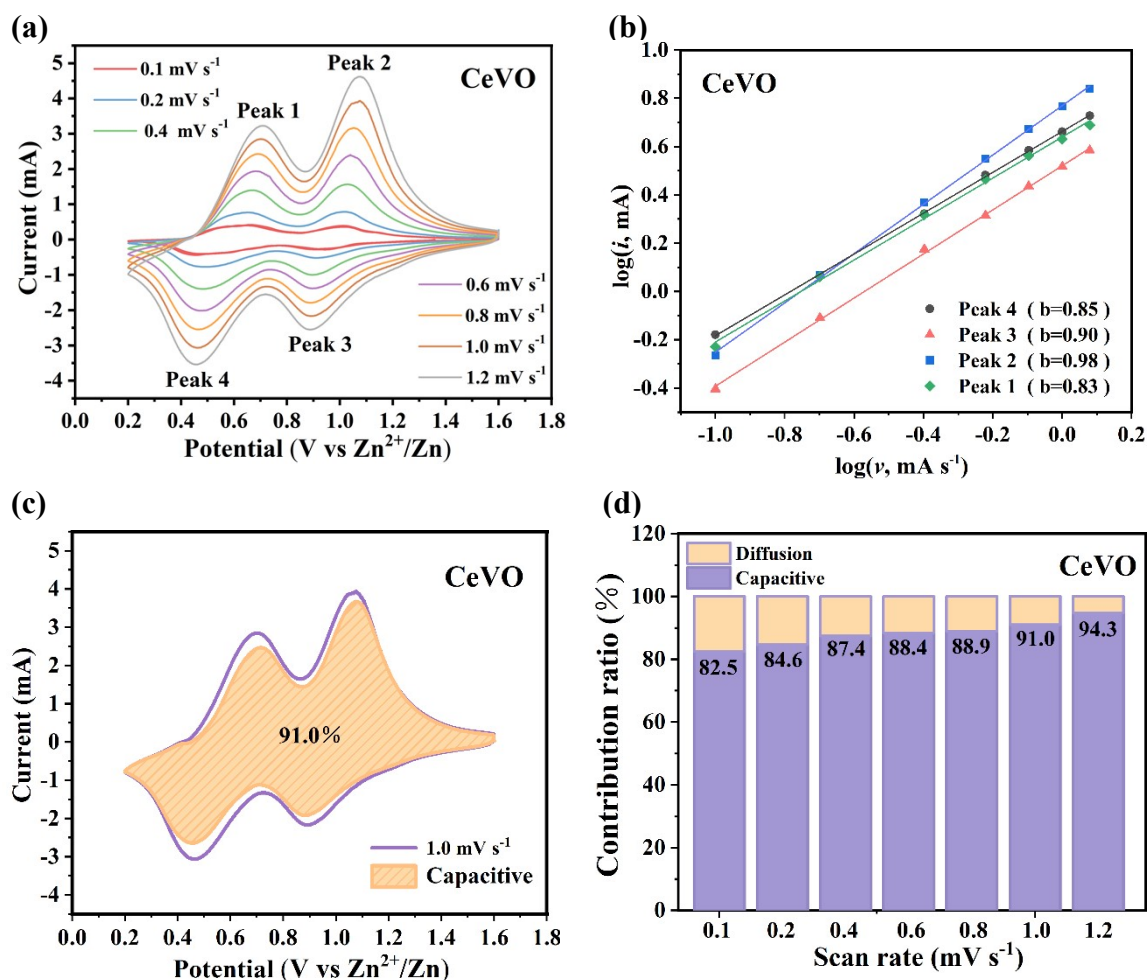 (a)
5
4
3
2
1
0
-1
-2
-3
-4
Current (mA)
0.1 mV s⁻¹
0.2 mV s⁻¹
0.4 mV s⁻¹
Peak 2
CeVO
Peak 1
0.6 mV s⁻¹
0.8 mV s⁻¹
1.0 mV s⁻¹
1.2 mV s⁻¹
Peak 3
Peak 4
0.0 0.2 0.4 0.6 0.8 1.0 1.2 1.4 1.6 1.8
Potential (V vs Zn²⁺/Zn)
(b)
1.0
0.8
0.6
0.4
0.2
0.0
-0.2
-0.4
log(i, mA)
CeVO
Peak 4 ( b=0.85)
Peak 3 ( b=0.90)
Peak 2 ( b=0.98)
Peak 1 ( b=0.83)
-1.0 -0.8 -0.6 -0.4 -0.2 0.0 0.2
log(v, mA s⁻¹)
(c)
5
4
3
2
1
0
-1
-2
-3
-4
Current (mA)
CeVO
91.0%
1.0 mV s⁻¹
Capacitive
0.0 0.2 0.4 0.6 0.8 1.0 1.2 1.4 1.6 1.8
Potential (V vs Zn²⁺/Zn)
(d)
120
100
80
60
40
20
0
Contribution ratio (%)
Diffusion
Capacitive
CeVO
82.5 84.6 87.4 88.4 88.9 91.0 94.3
0.1 0.2 0.4 0.6 0.8 1.0 1.2
Scan rate (mV s⁻¹)